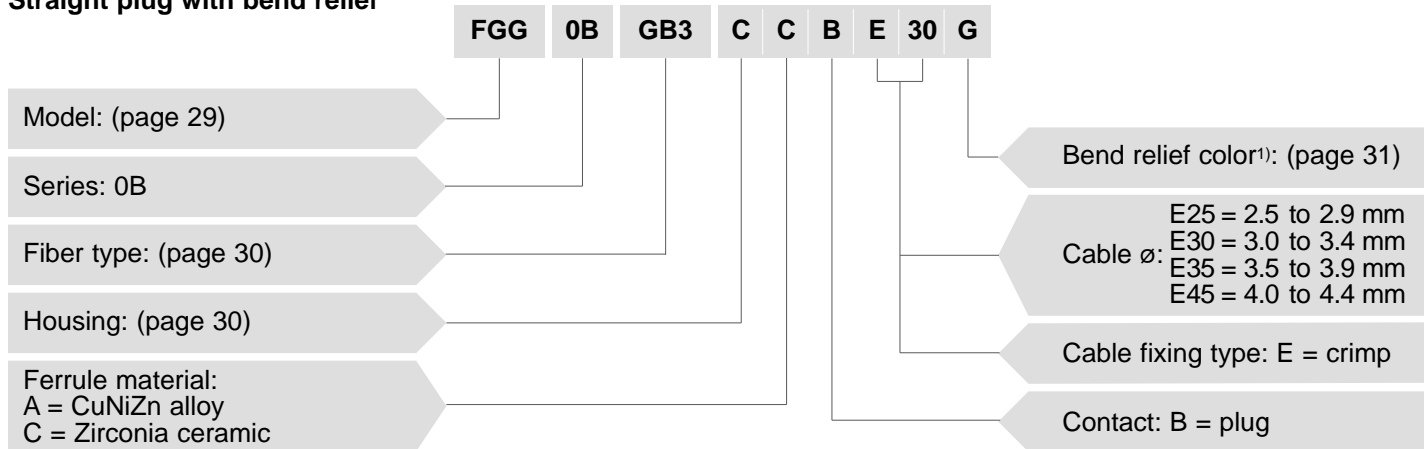 Straight plug with bend relief
FGG 0B GB3 C C B E 30 G
Model: (page 29)
Series: 0B
Fiber type: (page 30)
Housing: (page 30)
Ferrule material:
A = CuNiZn alloy
C = Zirconia ceramic
Bend relief color1): (page 31)
Cable ø:
E25 = 2.5 to 2.9 mm
E30 = 3.0 to 3.4 mm
E35 = 3.5 to 3.9 mm
E45 = 4.0 to 4.4 mm
Cable fixing type: E = crimp
Contact: B = plug